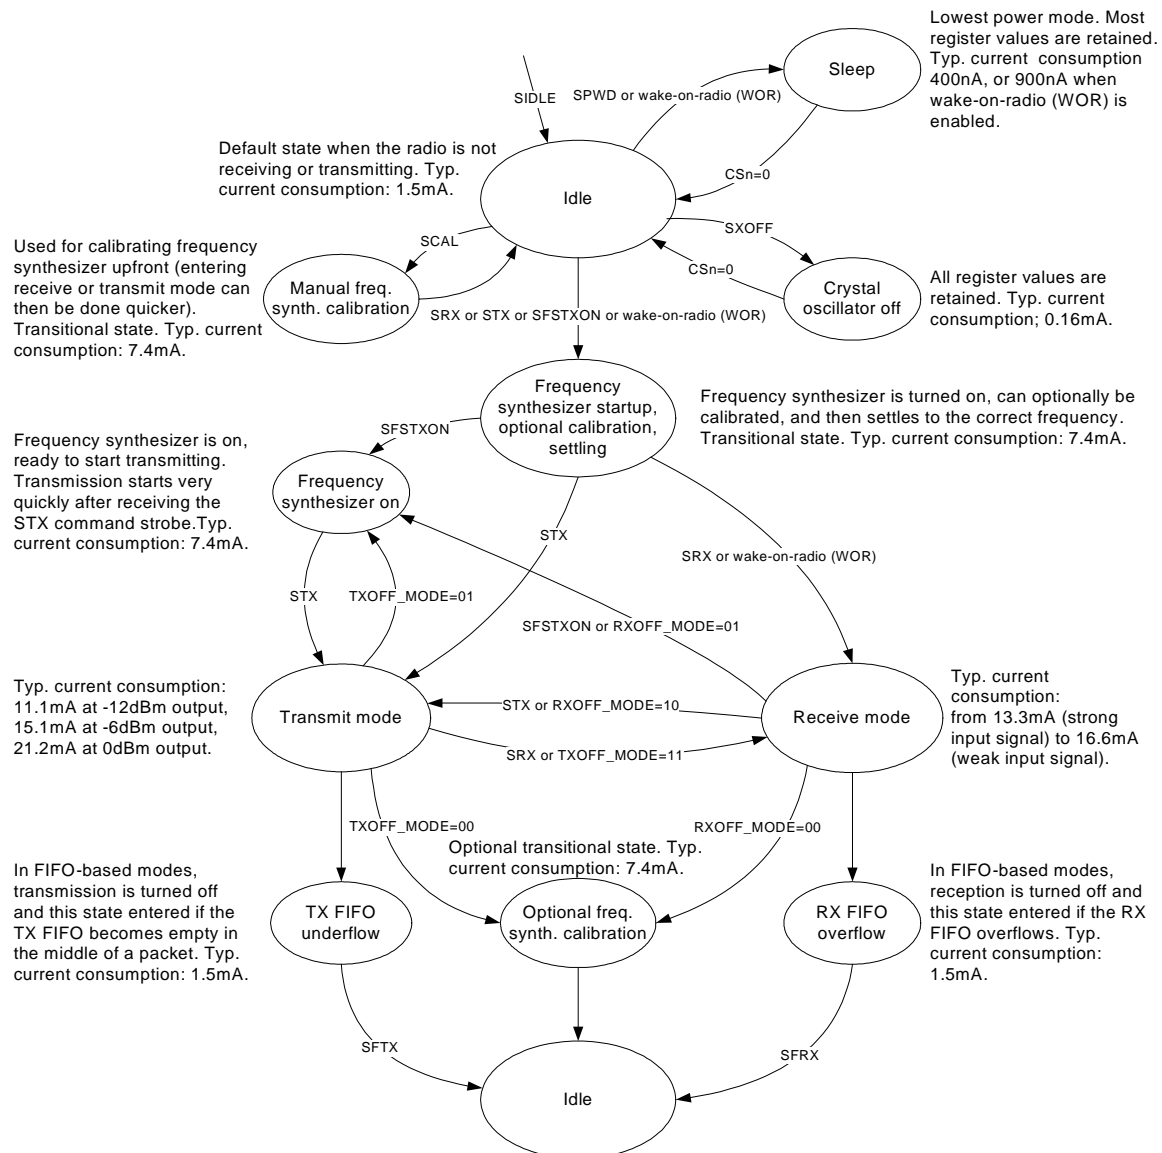 Lowest power mode. Most
register values are retained.
Typ. current consumption
400nA, or 900nA when
wake-on-radio (WOR) is
enabled.
Sleep
SPWD or wake-on-radio (WOR)
SIDLE
CSn=0
Default state when the radio is not
receiving or transmitting. Typ.
current consumption: 1.5mA.
Idle
SXOFF
SCAL
CSn=0
Used for calibrating frequency
synthesizer upfront (entering
receive or transmit mode can
then be done quicker).
Transitional state. Typ. current
consumption: 7.4mA.
Manual freq.
synth. calibration
Crystal
oscillator off
All register values are
retained. Typ. current
consumption; 0.16mA.
SRX or STX or SFSTXON or wake-on-radio (WOR)
Frequency
synthesizer startup,
optional calibration,
settling
Frequency synthesizer is turned on, can optionally be
calibrated, and then settles to the correct frequency.
Transitional state. Typ. current consumption: 7.4mA.
SFSTXON
Frequency synthesizer is on,
ready to start transmitting.
Transmission starts very
quickly after receiving the
STX command strobe.Typ.
current consumption: 7.4mA.
Frequency
synthesizer on
STX
SRX or wake-on-radio (WOR)
STX
TXOFF_MODE=01
SFSTXON or RXOFF_MODE=01
Typ. current consumption:
11.1mA at -12dBm output,
15.1mA at -6dBm output,
21.2mA at 0dBm output.
Transmit mode
STX or RXOFF_MODE=10
SRX or TXOFF_MODE=11
Receive mode
Typ. current
consumption:
from 13.3mA (strong
input signal) to 16.6mA
(weak input signal).
TXOFF_MODE=00
RXOFF_MODE=00
Optional transitional state. Typ.
current consumption: 7.4mA.
In FIFO-based modes,
transmission is turned off
and this state entered if the
TX FIFO becomes empty in
the middle of a packet. Typ.
current consumption: 1.5mA.
TX FIFO
underflow
Optional freq.
synth. calibration
RX FIFO
overflow
In FIFO-based modes,
reception is turned off and
this state entered if the RX
FIFO overflows. Typ.
current consumption:
1.5mA.
SFTX
SFRX
Idle